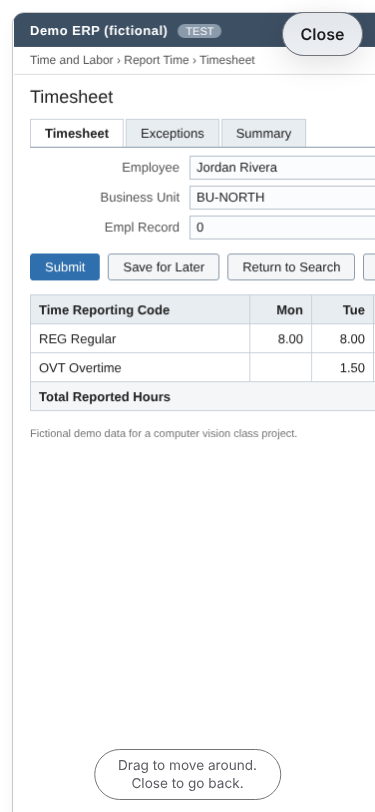 Demo ERP (fictional) TEST
Close
Time and Labor › Report Time › Timesheet
Timesheet
Timesheet Exceptions Summary
Employee Jordan Rivera
Business Unit BU-NORTH
Empl Record 0
Submit Save for Later Return to Search
Time Reporting Code Mon Tue
REG Regular 8.00 8.00
OVT Overtime 1.50
Total Reported Hours
Fictional demo data for a computer vision class project.
Drag to move around.
Close to go back.